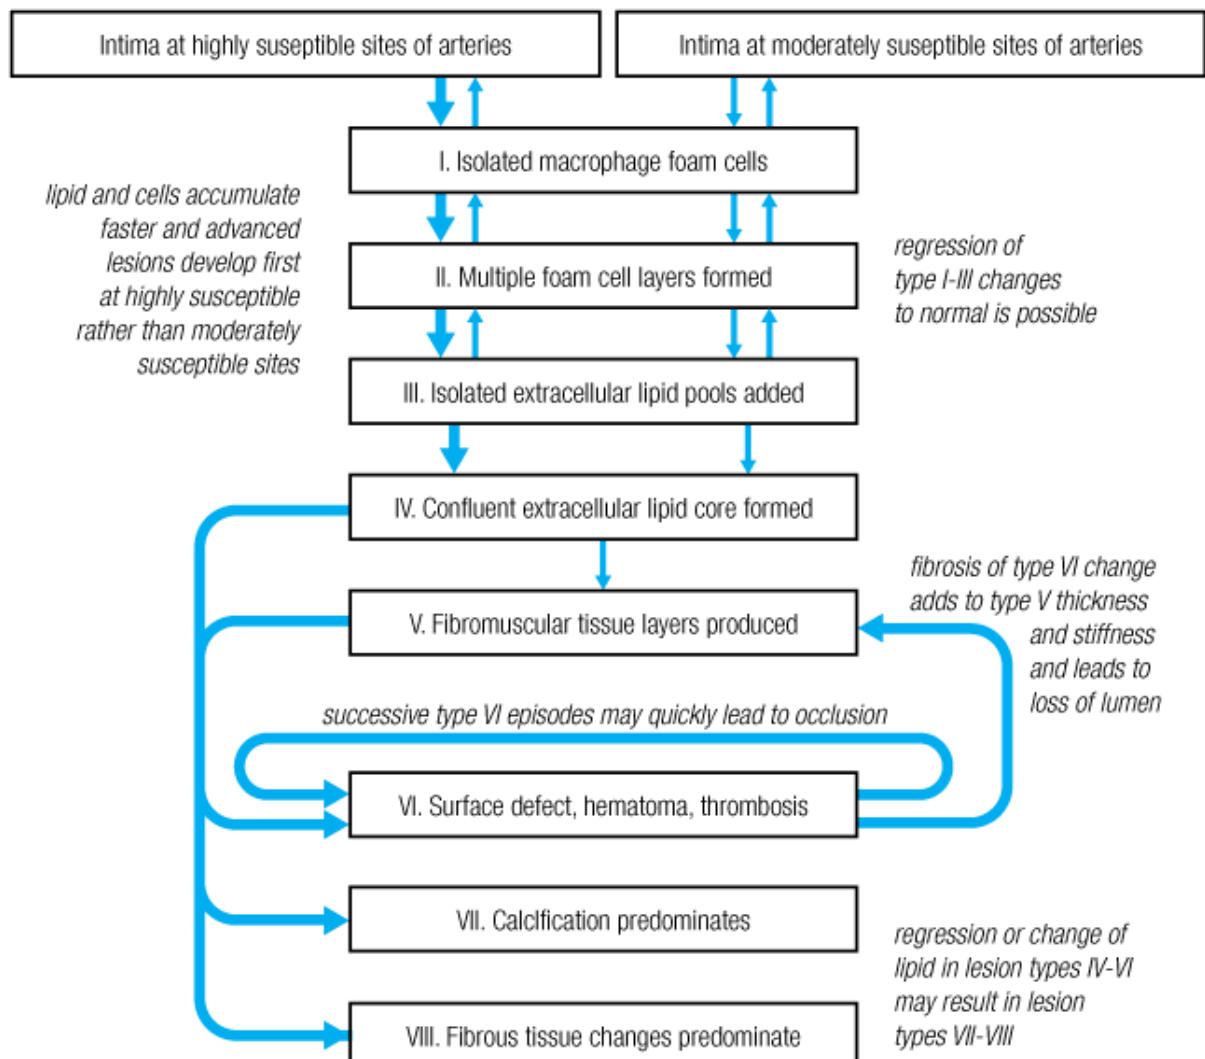 Intima at highly suseptible sites of arteries
Intima at moderately suseptible sites of arteries
I. Isolated macrophage foam cells
lipid and cells accumulate
faster and advanced
lesions develop first
at highly susceptible
rather than moderately
susceptible sites
II. Multiple foam cell layers formed
regression of
type I-III changes
to normal is possible
III. Isolated extracellular lipid pools added
IV. Confluent extracellular lipid core formed
V. Fibromuscular tissue layers produced
fibrosis of type VI change
adds to type V thickness
and stiffness
and leads to
loss of lumen
successive type VI episodes may quickly lead to occlusion
VI. Surface defect, hematoma, thrombosis
VII. Calclfication predominates
VIII. Fibrous tissue changes predominate
regression or change of
lipid in lesion types IV-VI
may result in lesion
types VII-VIII